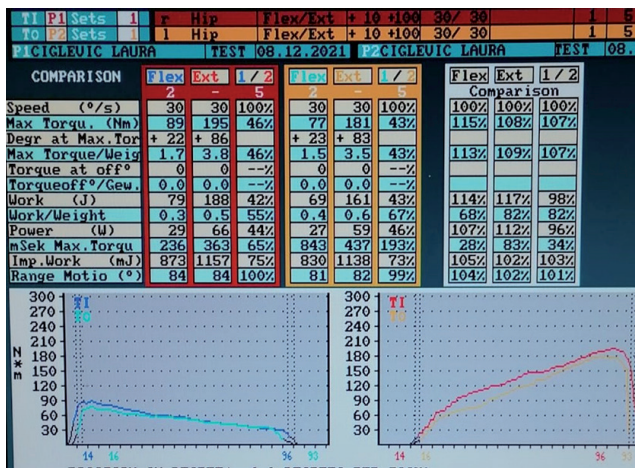 TI P1 Sets 1 r Hip Flex/Ext + 10 +100 30/ 30 1 6
TO P2 Sets 1 l Hip Flex/Ext + 10 +100 30/ 30 1 5
P1 CIGLEVIC LAURA TEST 08.12.2021 P2 CIGLEVIC LAURA TEST 08.
COMPARISON Flex Ext 1/2 Flex Ext 1/2 Flex Ext 1/2
2 - 5 2 - 5 Comparison
Speed (°/s) 30 30 100% 30 30 100% 100% 100% 100%
Max Torqu. (Nm) 89 195 46% 77 181 43% 115% 108% 107%
Degr at Max.Tor + 22 + 86 + 23 + 83
Max Torque/Weig 1.7 3.8 46% 1.5 3.5 43% 113% 109% 107%
Torque at off° 0 0 --% 0 0 --%
Torqueoff°/Gew. 0.0 0.0 --% 0.0 0.0 --%
Work (J) 79 188 42% 69 161 43% 114% 117% 98%
Work/Weight 0.3 0.5 55% 0.4 0.6 67% 68% 82% 82%
Power (W) 29 66 44% 27 59 46% 107% 112% 96%
mSek Max.Torqu 236 363 65% 843 437 193% 28% 83% 34%
Imp.Work (mJ) 873 1157 75% 830 1138 73% 105% 102% 103%
Range Motio (°) 84 84 100% 81 82 99% 104% 102% 101%
300 TI 300 TI
270 TO 270 TO
240 240
210 210
N*m 180 180
150 150
120 120
90 90
60 60
30 30
14 16 96 93 14 16 96 93